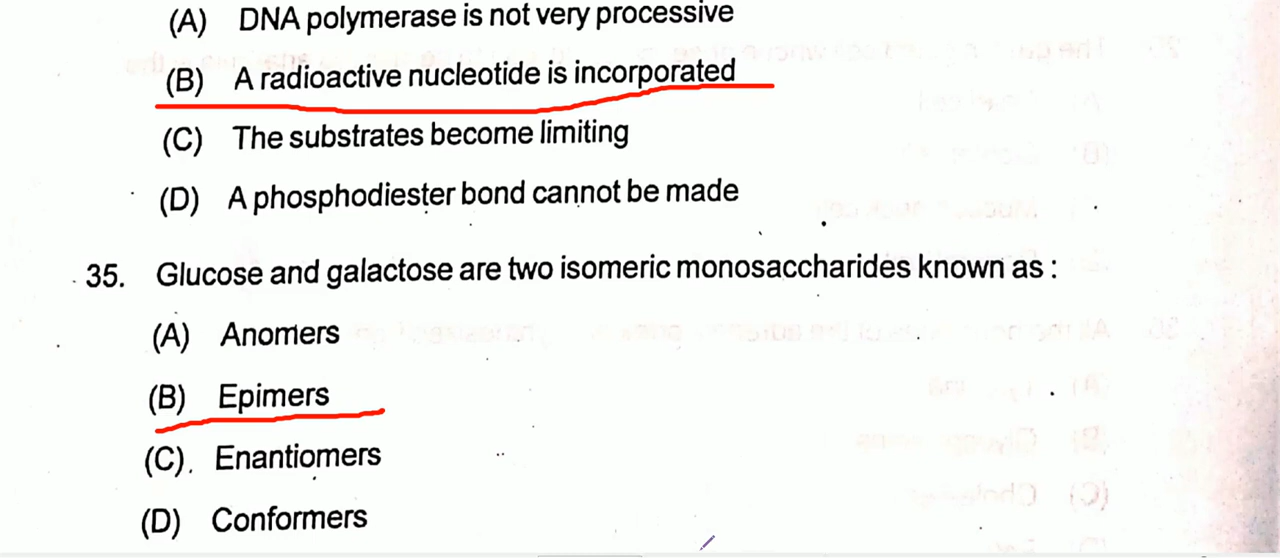 (A) DNA polymerase is not very processive
(B) A radioactive nucleotide is incorporated
(C) The substrates become limiting
(D) A phosphodiester bond cannot be made
35. Glucose and galactose are two isomeric monosaccharides known as :
(A) Anomers
(B) Epimers
(C). Enantiomers
(D) Conformers